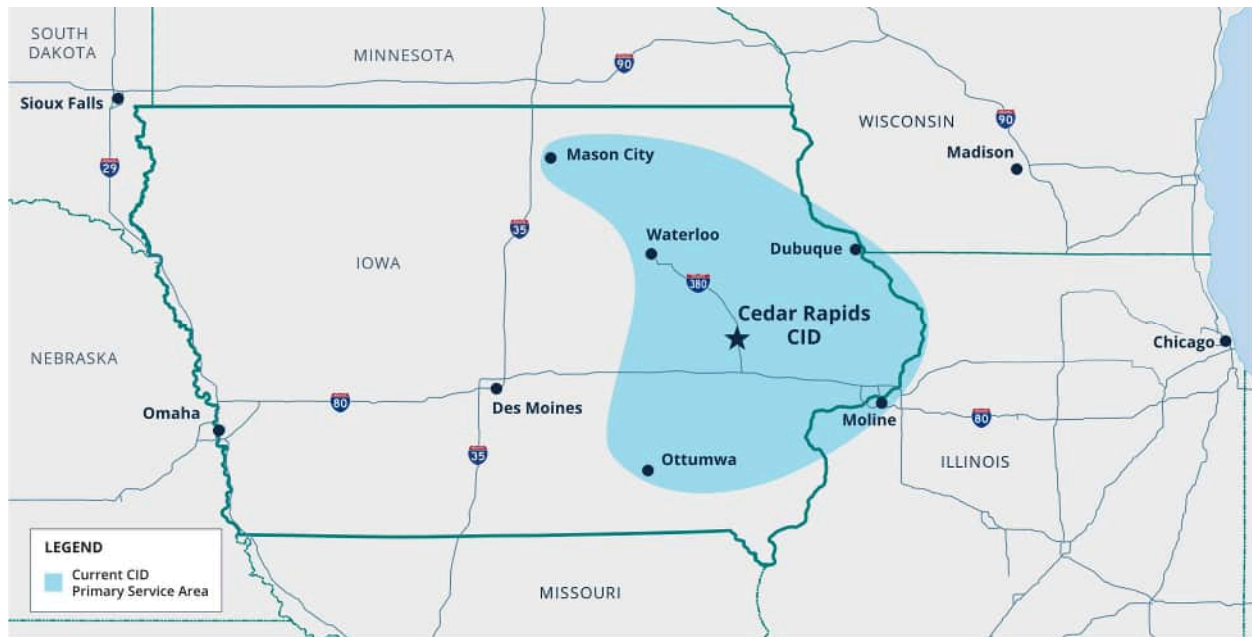 SOUTH
DAKOTA
MINNESOTA
90
Sioux Falls
WISCONSIN
90
Mason City
Madison
29
35
Waterloo
Dubuque
IOWA
380
Cedar Rapids
CID
Chicago
NEBRASKA
80
Des Moines
Omaha
Moline
80
35
Ottumwa
ILLINOIS
LEGEND
Current CID
Primary Service Area
MISSOURI